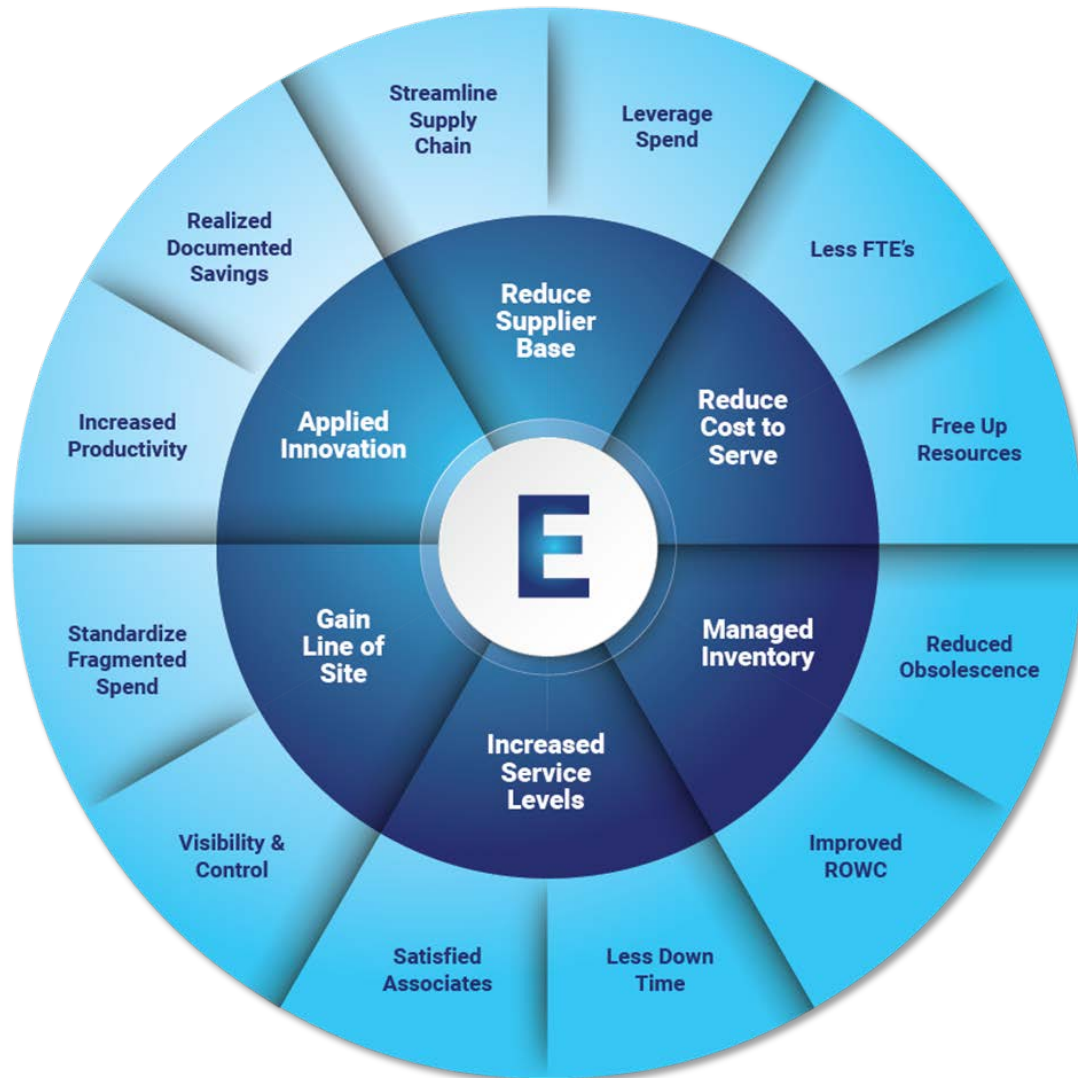 Streamline
Supply
Chain
Leverage
Spend
Less FTE's
Free Up
Resources
Reduced
Obsolescence
Improved
ROWC
Less Down
Time
Satisfied
Associates
Visibility &
Control
Standardize
Fragmented
Spend
Increased
Productivity
Realized
Documented
Savings
Reduce
Supplier
Base
Reduce
Cost to
Serve
Managed
Inventory
Increased
Service
Levels
Gain
Line of
Site
Applied
Innovation
E